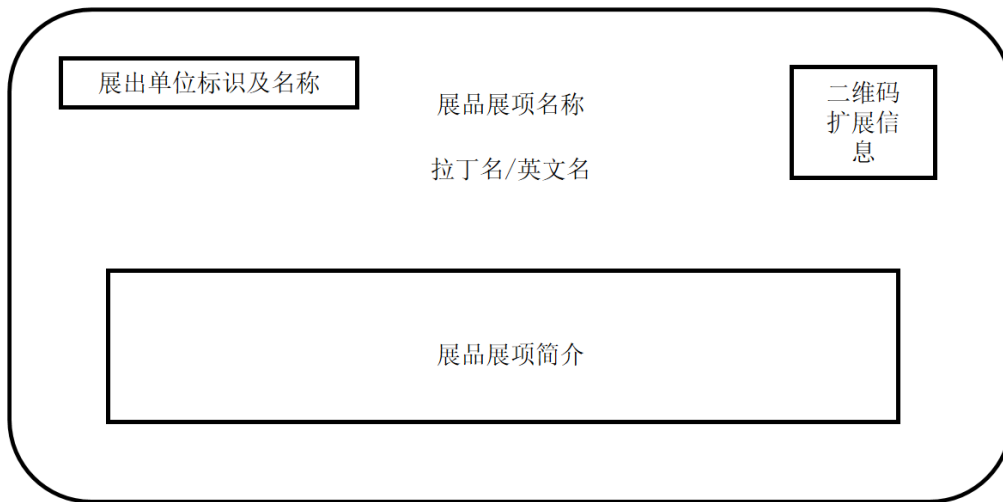 展出单位标识及名称
展品展项名称
拉丁名/英文名
二维码
扩展信
息
展品展项简介